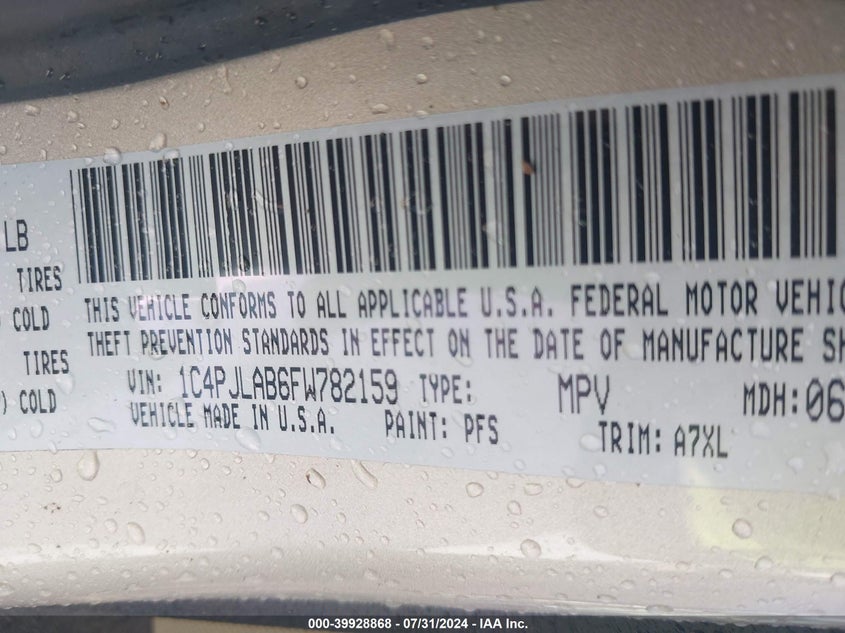 LB
TIRES
COLD
TIRES
) COLD
THIS VEHICLE CONFORMS TO ALL APPLICABLE U.S.A. FEDERAL MOTOR VEHIC
THEFT PREVENTION STANDARDS IN EFFECT ON THE DATE OF MANUFACTURE SH
VIN: 1C4PJLAB6FW782159 TYPE: MPV MDH:06
VEHICLE MADE IN U.S.A. PAINT: PFS TRIM: A7XL
000-39928868 - 07/31/2024 - IAA Inc.